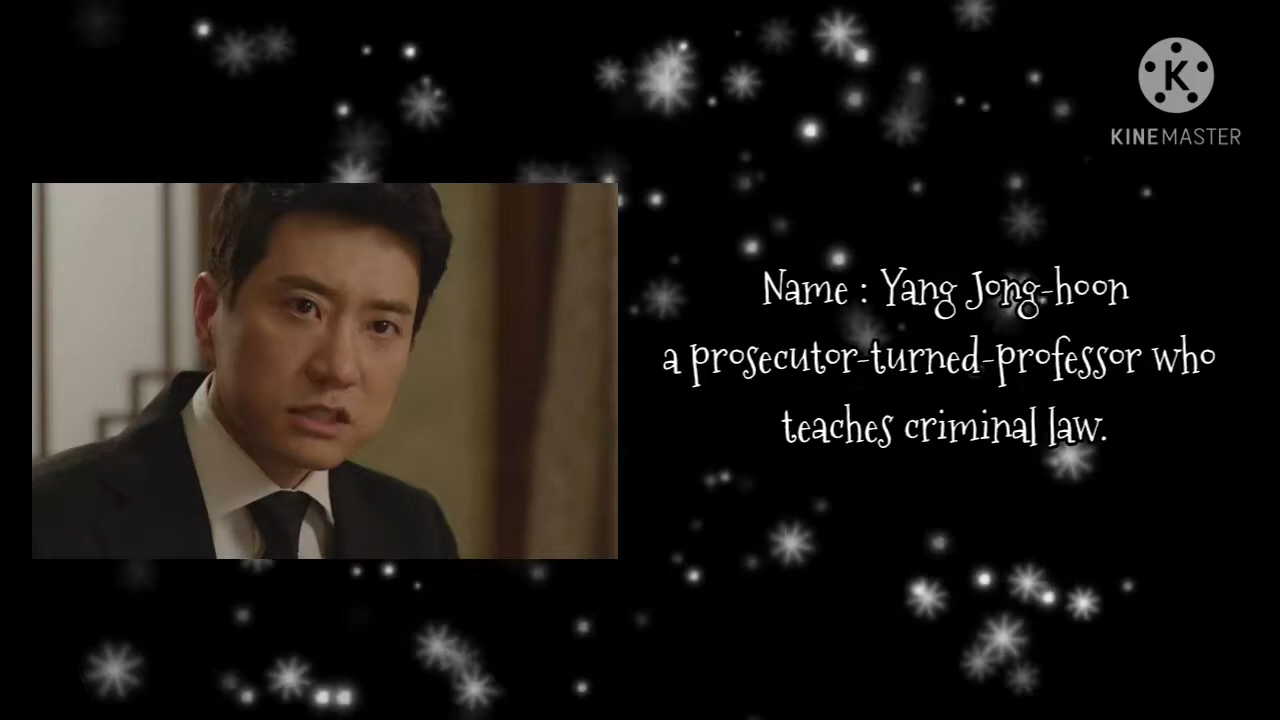 KINEMASTER
Name : Yang Jong-hoon
a prosecutor-turned-professor who
teaches criminal law.